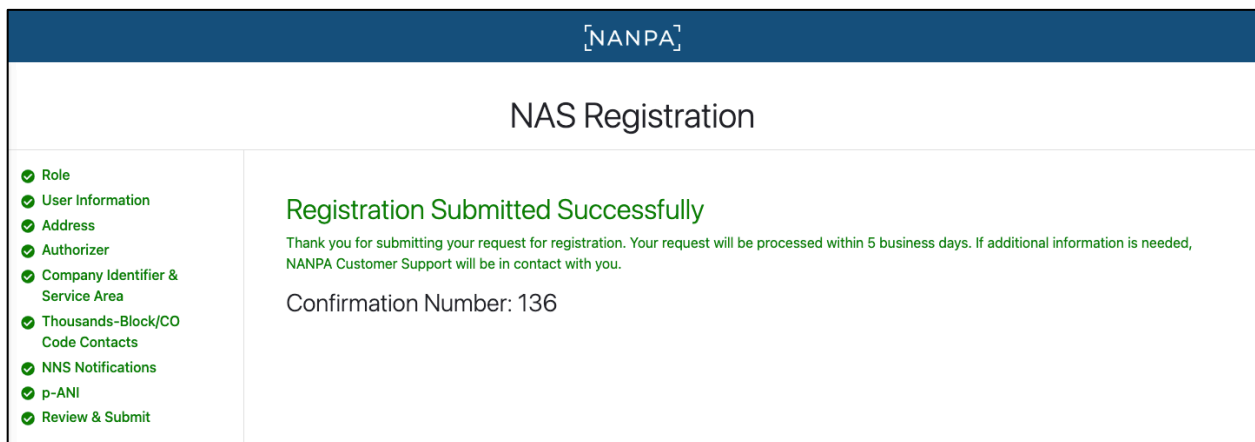 NANPA
NAS Registration
Role
User Information
Address
Authorizer
Company Identifier &
Service Area
Thousands-Block/CO
Code Contacts
NNS Notifications
p-ANI
Review & Submit
Registration Submitted Successfully
Thank you for submitting your request for registration. Your request will be processed within 5 business days. If additional information is needed,
NANPA Customer Support will be in contact with you.
Confirmation Number: 136